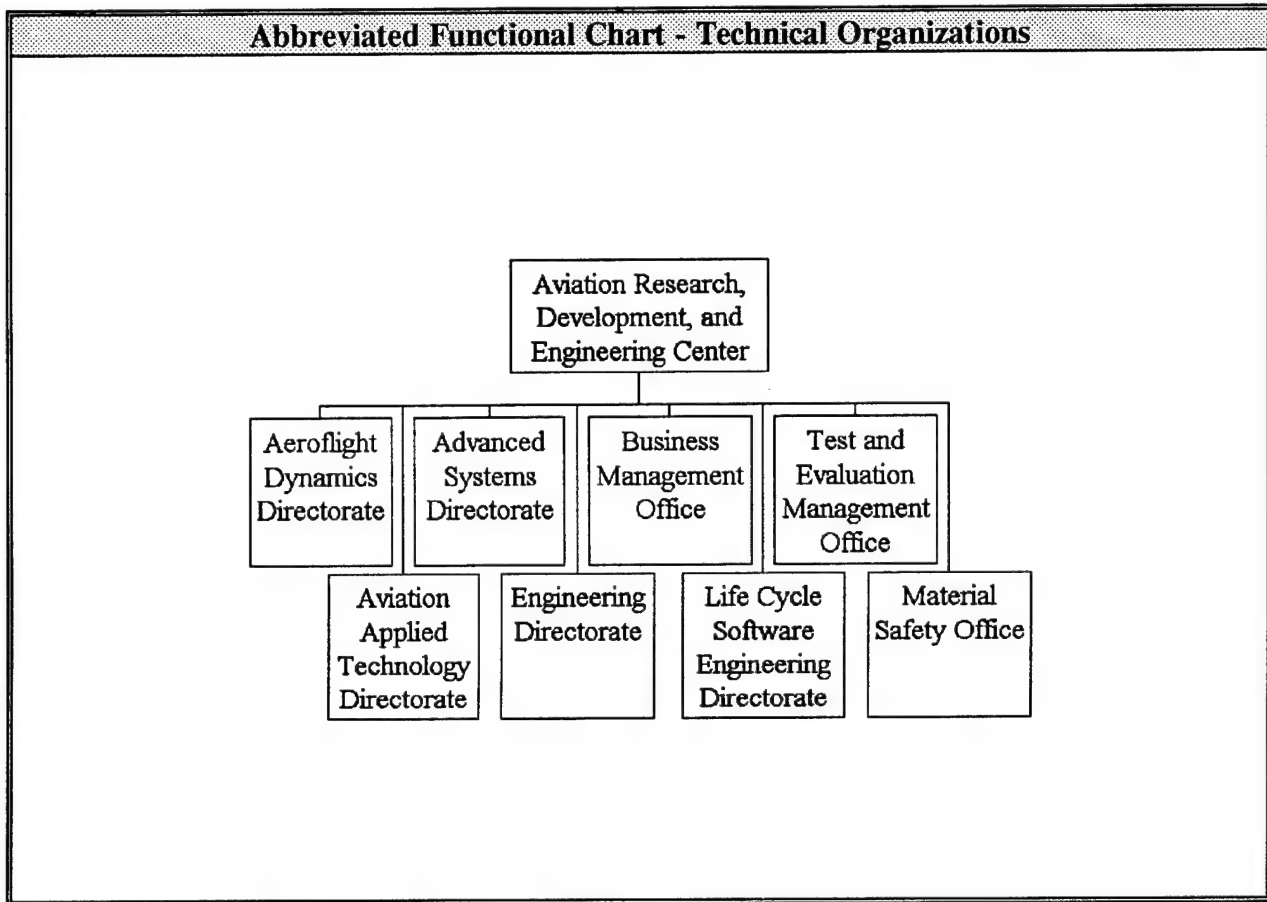 Abbreviated Functional Chart - Technical Organizations
Aviation Research,
Development, and
Engineering Center
Aeroflight
Dynamics
Directorate
Advanced
Systems
Directorate
Business
Management
Office
Test and
Evaluation
Management
Office
Aviation
Applied
Technology
Directorate
Engineering
Directorate
Life Cycle
Software
Engineering
Directorate
Material
Safety Office